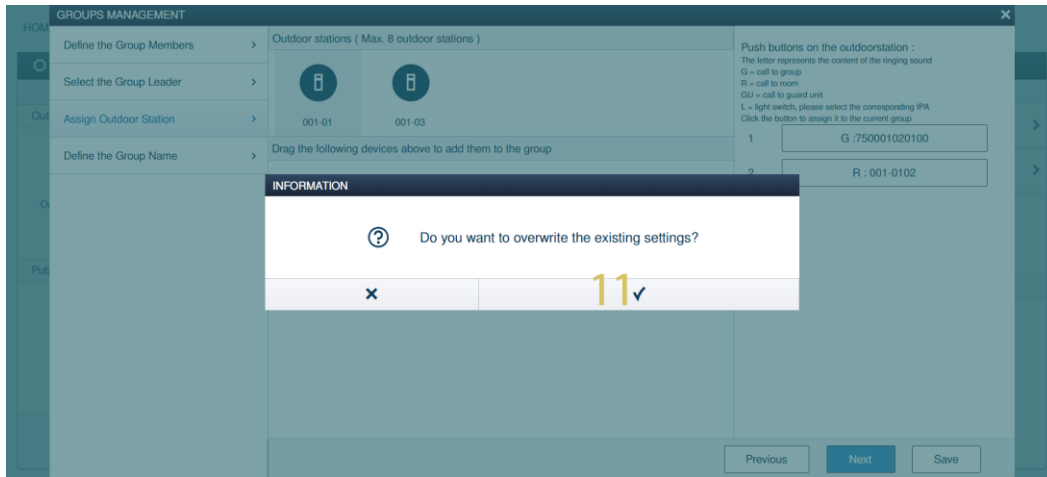 GROUPS MANAGEMENT
HOM
Define the Group Members
Select the Group Leader
Assign Outdoor Station
Define the Group Name
Out
Pub
Outdoor stations ( Max. 8 outdoor stations )
001-01
001-03
Drag the following devices above to add them to the group
Push buttons on the outdoorstation :
The letter represents the content of the ringing sound
G = call to group
R = call to room
GU = call to guard unit
L = light switch, please select the corresponding IPA
Click the button to assign it to the current group
1 G :750001020100
2 R : 001-0102
INFORMATION
Do you want to overwrite the existing settings?
11
Previous
Next
Save